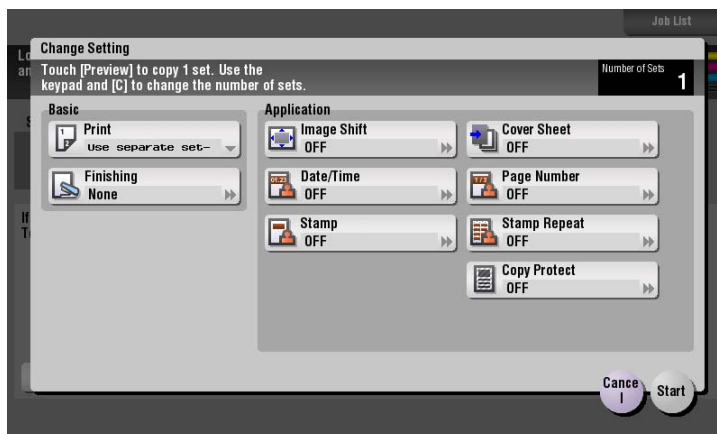 Job List
Change Setting
Touch [Preview] to copy 1 set. Use the
keypad and [C] to change the number of sets.
Number of Sets
1
Basic
Print
Use separate set-
Finishing
None
Application
Image Shift
OFF
Cover Sheet
OFF
Date/Time
OFF
Page Number
OFF
Stamp
OFF
Stamp Repeat
OFF
Copy Protect
OFF
Cance
l
Start